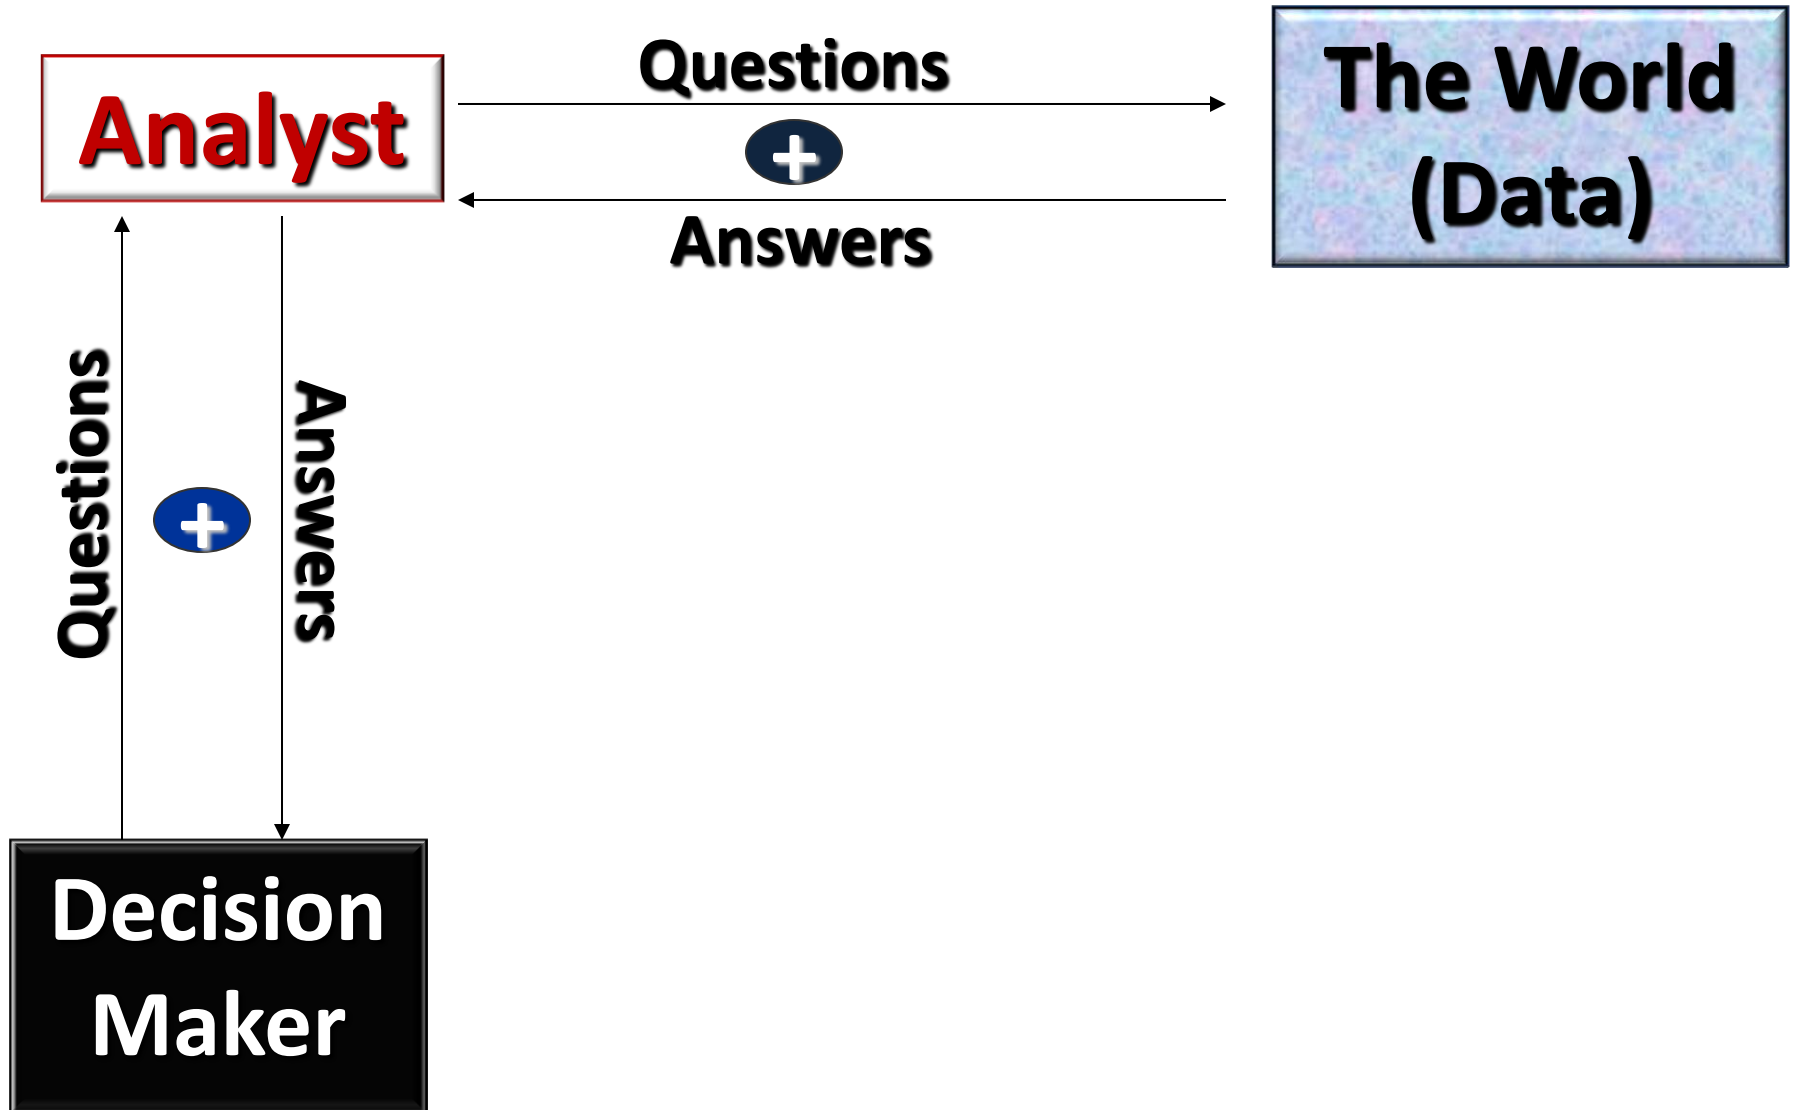 Analyst
Questions
+
Answers
The World
(Data)
Questions
+
Answers
Decision
Maker